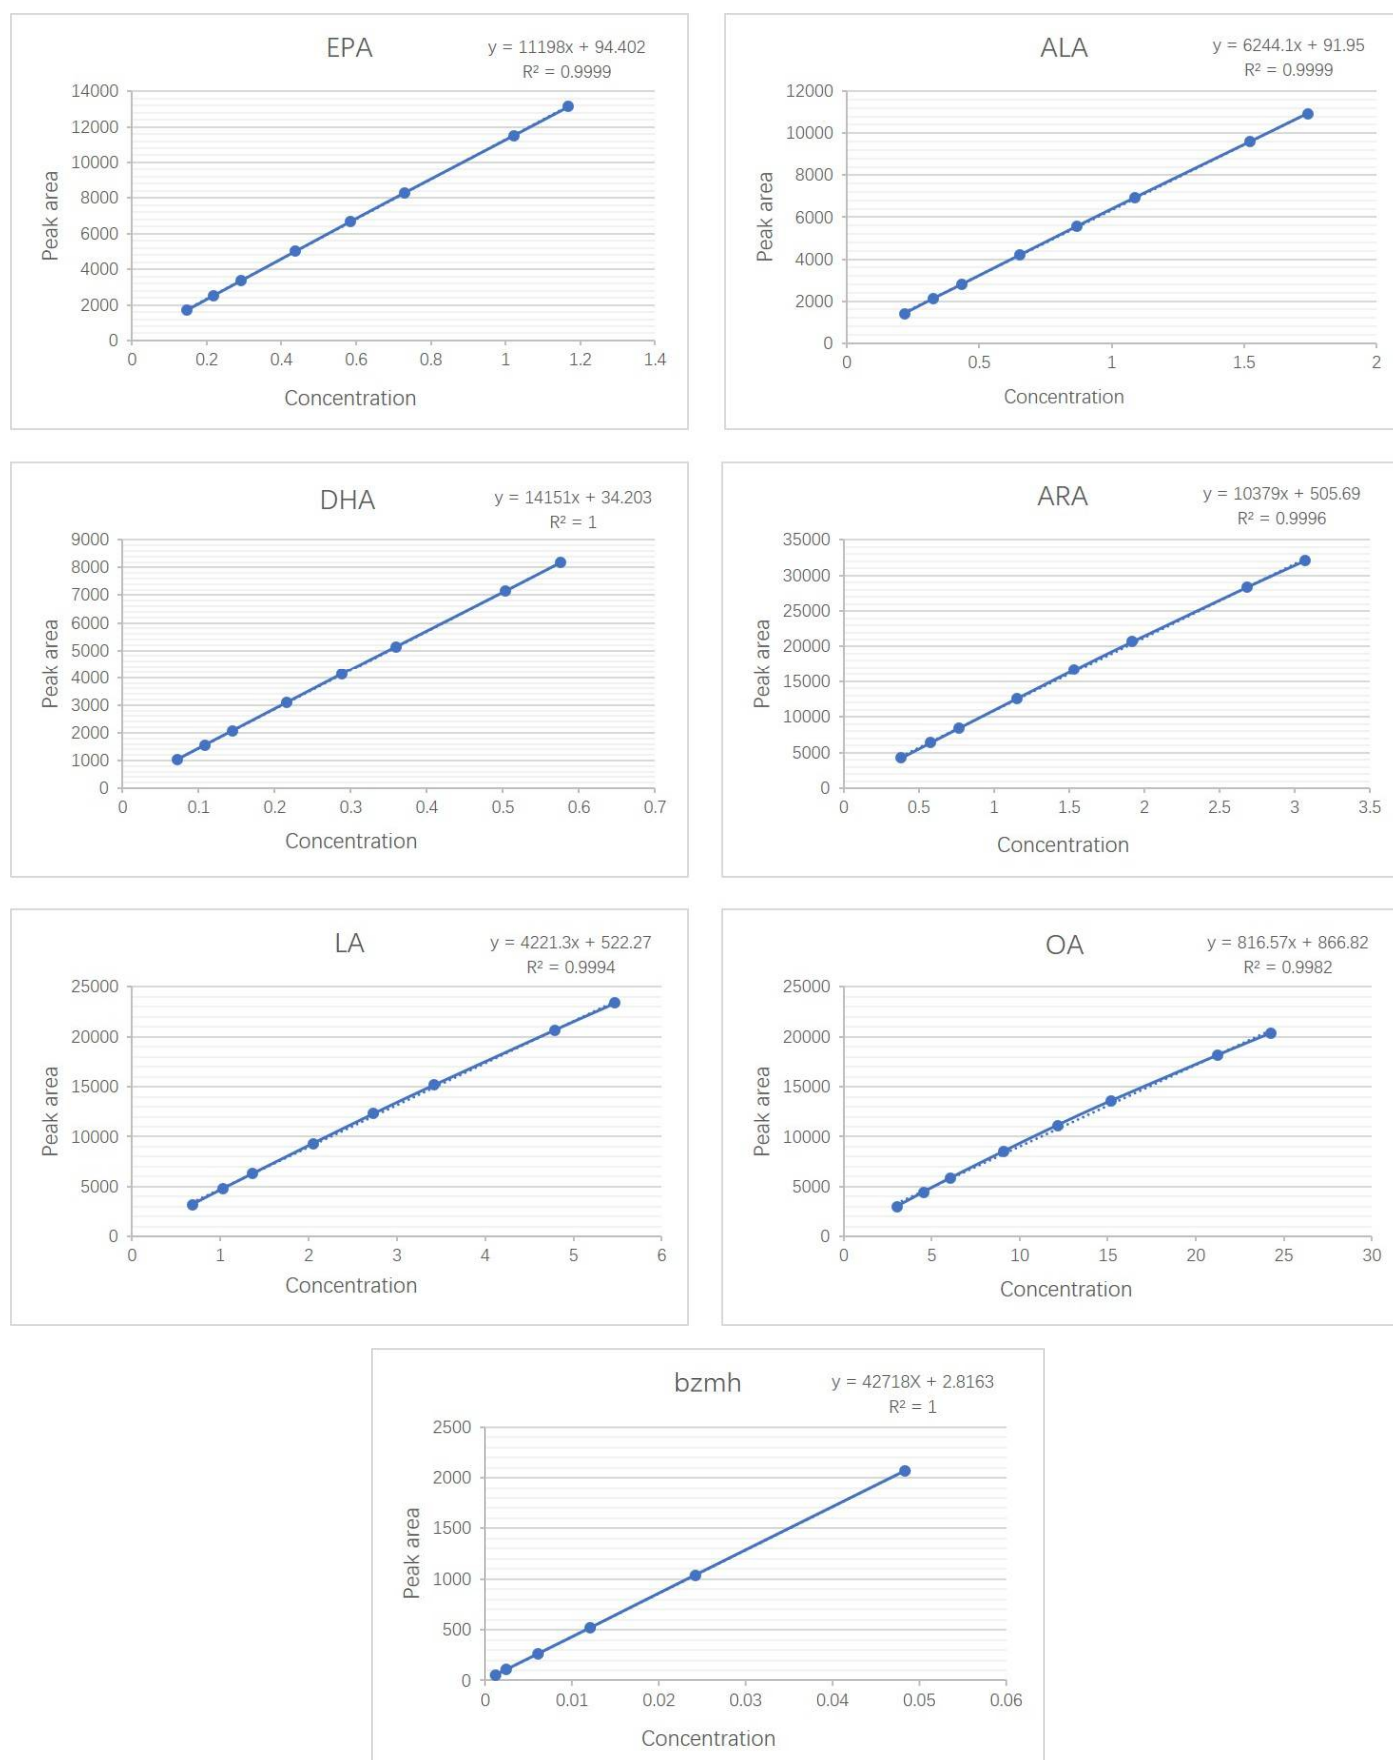 EPA
y = 11198x + 94.402
R² = 0.9999
14000
12000
10000
8000
6000
4000
2000
0
Peak area
0 0.2 0.4 0.6 0.8 1 1.2 1.4
Concentration
ALA
y = 6244.1x + 91.95
R² = 0.9999
12000
10000
8000
6000
4000
2000
0
Peak area
0 0.5 1 1.5 2
Concentration
DHA
y = 14151x + 34.203
R² = 1
9000
8000
7000
6000
5000
4000
3000
2000
1000
0
Peak area
0 0.1 0.2 0.3 0.4 0.5 0.6 0.7
Concentration
ARA
y = 10379x + 505.69
R² = 0.9996
35000
30000
25000
20000
15000
10000
5000
0
Peak area
0 0.5 1 1.5 2 2.5 3 3.5
Concentration
LA
y = 4221.3x + 522.27
R² = 0.9994
25000
20000
15000
10000
5000
0
Peak area
0 1 2 3 4 5 6
Concentration
OA
y = 816.57x + 866.82
R² = 0.9982
25000
20000
15000
10000
5000
0
Peak area
0 5 10 15 20 25 30
Concentration
bzmh
y = 42718X + 2.8163
R² = 1
2500
2000
1500
1000
500
0
Peak area
0 0.01 0.02 0.03 0.04 0.05 0.06
Concentration